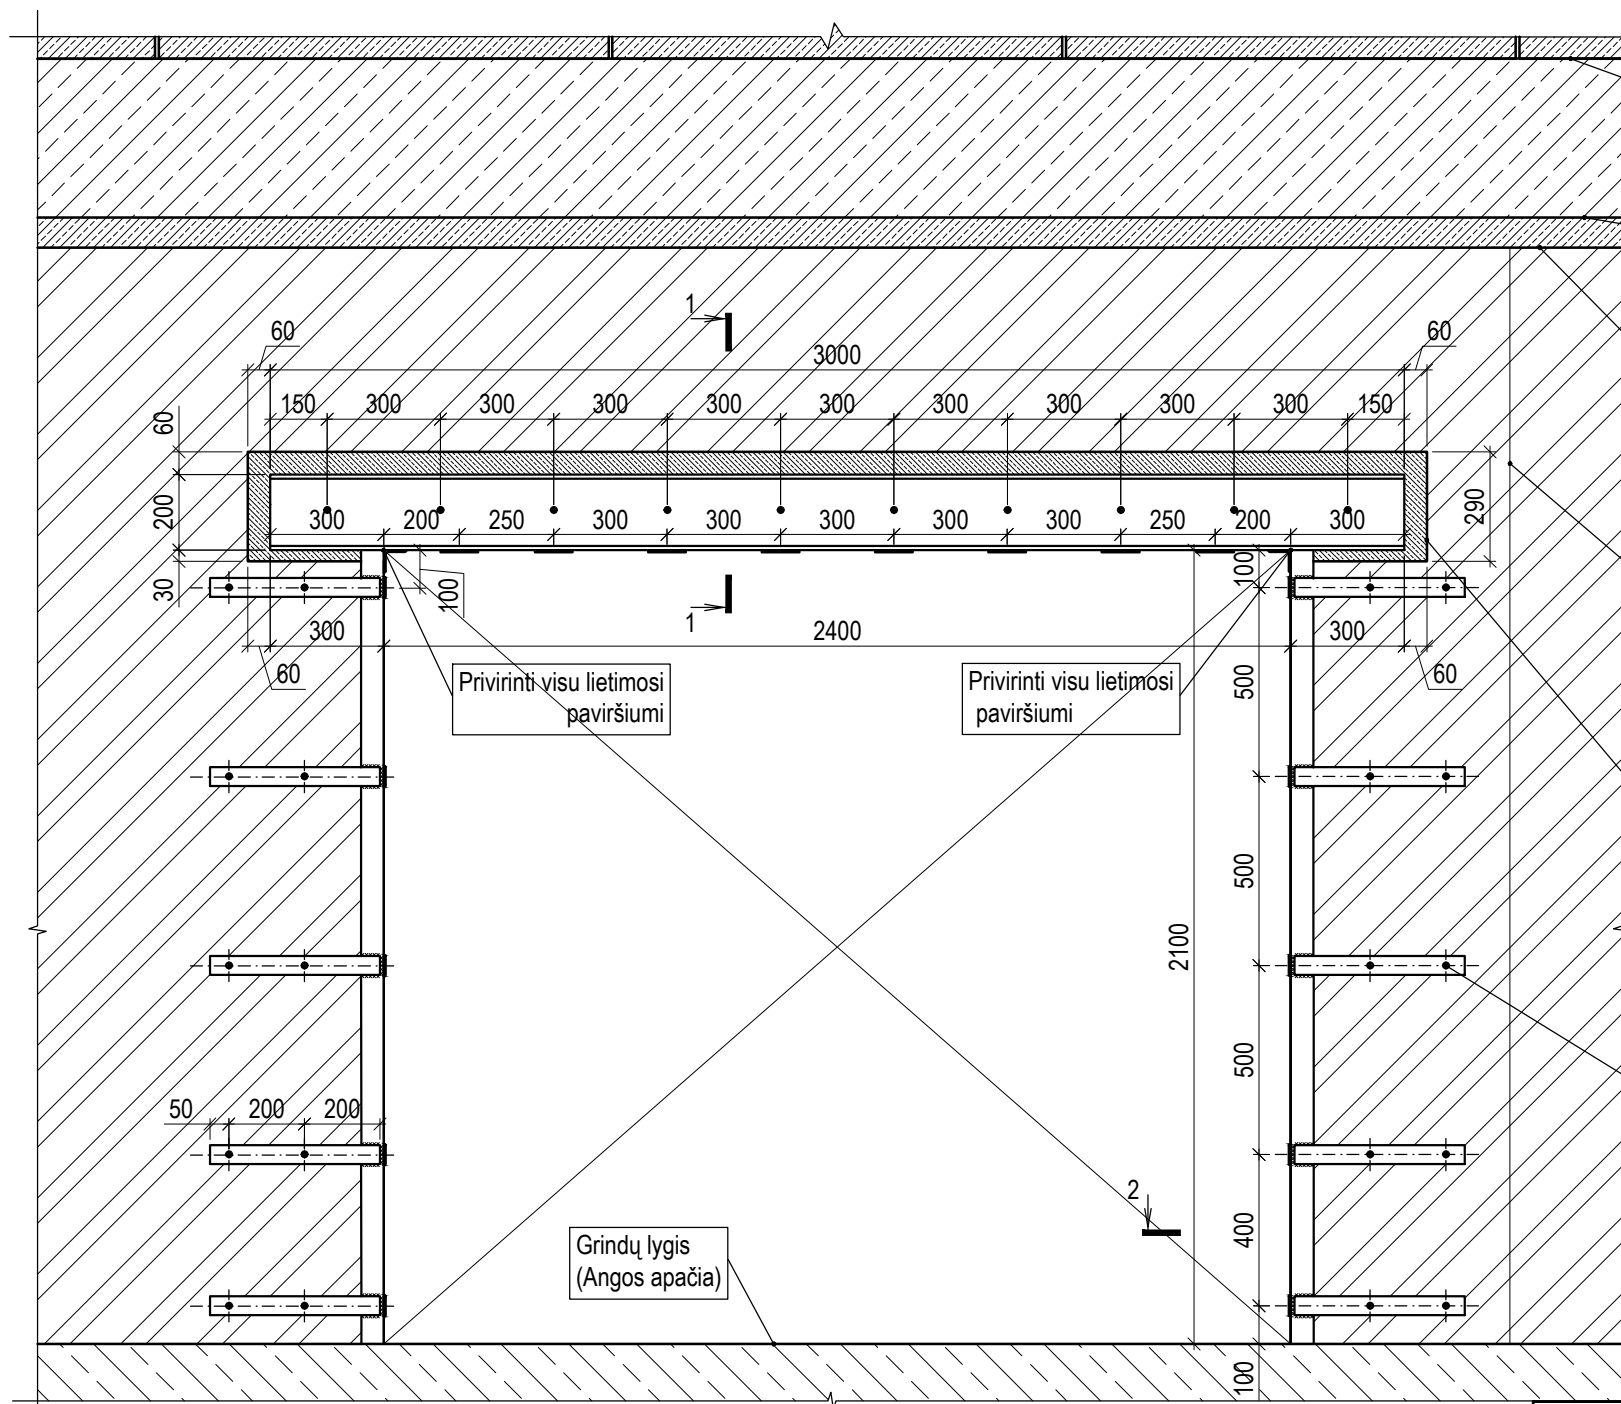 1
60
3000
60
150 300 300 300 300 300 300 300 300 300 150
60
200
30
290
300 200 250 300 300 300 300 300 250 200 300
100
100
1
300 2400 300
60
60
Privirinti visu lietimosi
paviršiumi
Privirinti visu lietimosi
paviršiumi
500
500
2100
500
50 200 200
2
400
Grindų lygis
(Angos apačia)
100